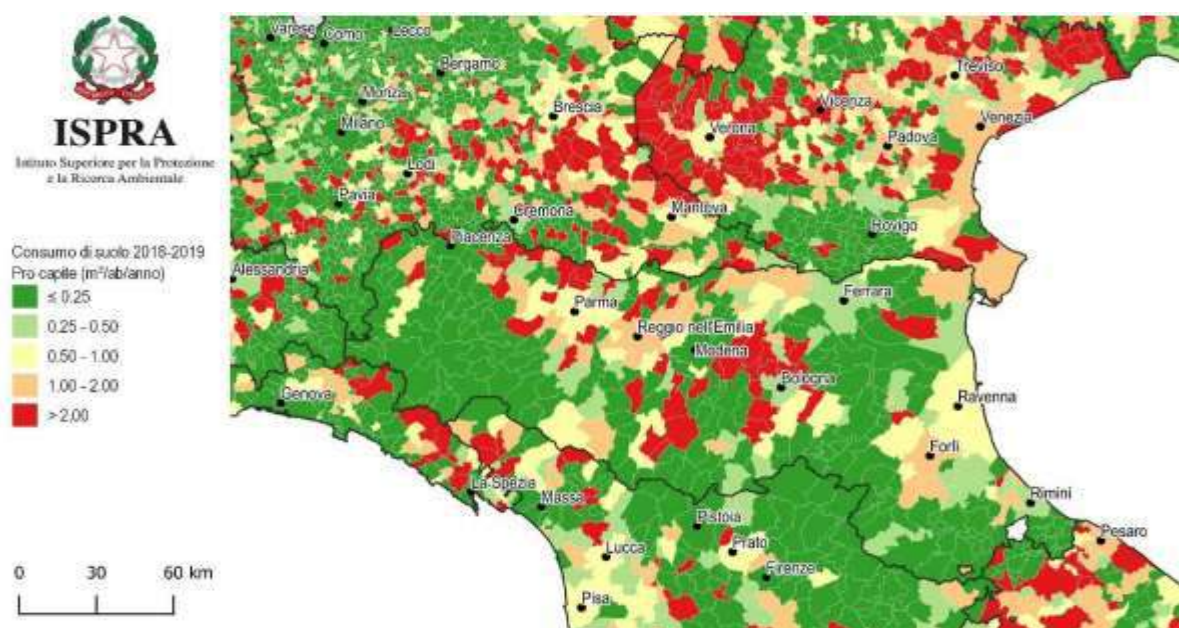 ISPRA
Istituto Superiore per la Protezione
e la Ricerca Ambientale
Consumo di suolo 2018-2019
Pro capite (m²/ab/anno)
≤ 0.25
0.25 - 0.50
0.50 - 1.00
1.00 - 2.00
> 2.00
0 30 60 km
Varese
Como
Lecco
Bergamo
Monza
Milano
Brescia
Treviso
Vicenza
Verona
Venezia
Padova
Lodi
Pavia
Cremona
Mantova
Rovigo
Piacenza
Alessandria
Parma
Ferrara
Reggio nell'Emilia
Modena
Bologna
Genova
Ravenna
Forlì
La Spezia
Massa
Rimini
Pistoia
Pesaro
Lucca
Prato
Firenze
Pisa